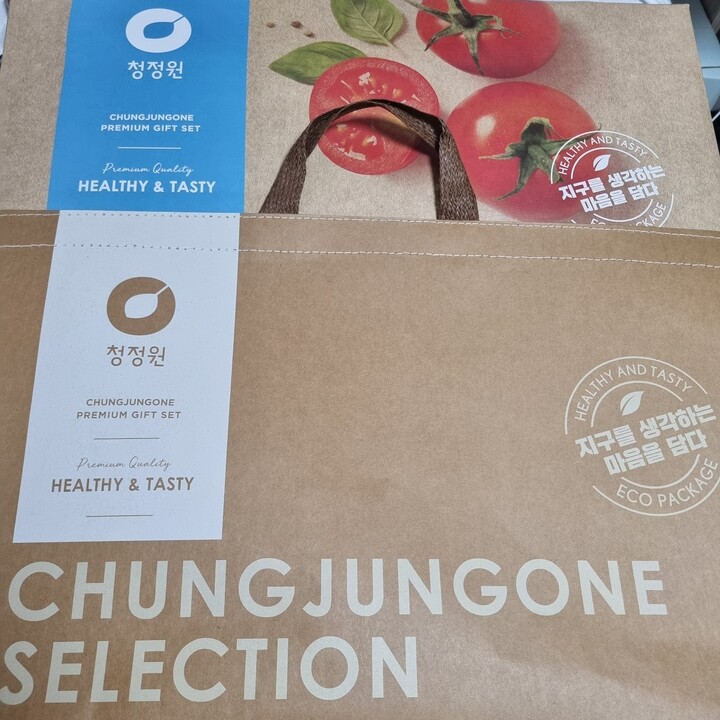 청정원
CHUNGJUNGONE
PREMIUM GIFT SET
Premium Quality
HEALTHY & TASTY
HEALTHY AND TASTY
지구를 생각하는
마음을 담다
PACKAGE
청정원
CHUNGJUNGONE
PREMIUM GIFT SET
Premium Quality
HEALTHY & TASTY
HEALTHY AND TASTY
지구를 생각하는
마음을 담다
ECO PACKAGE
CHUNGJUNGONE
SELECTION